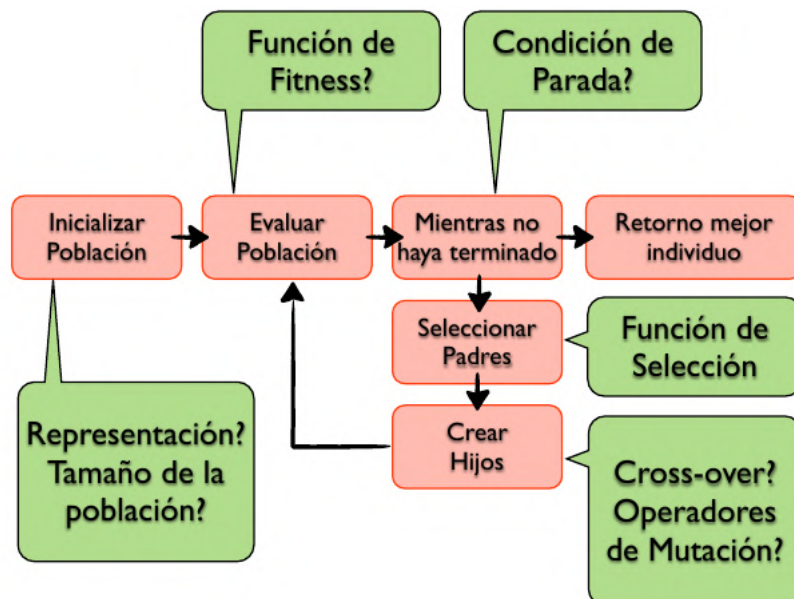 Función de
Fitness?
Condición de
Parada?
Inicializar
Población
Evaluar
Población
Mientras no
haya terminado
Retorno mejor
individuo
Seleccionar
Padres
Función de
Selección
Crear
Hijos
Representación?
Tamaño de la
población?
Cross-over?
Operadores
de Mutación?